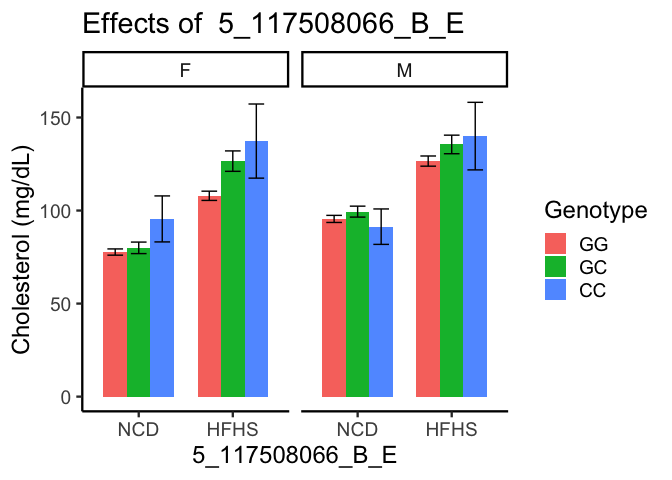 Effects of  5_117508066_B_E
F
M
150
100
50
0
Cholesterol (mg/dL)
NCD
HFHS
NCD
HFHS
5_117508066_B_E
Genotype
GG
GC
CC